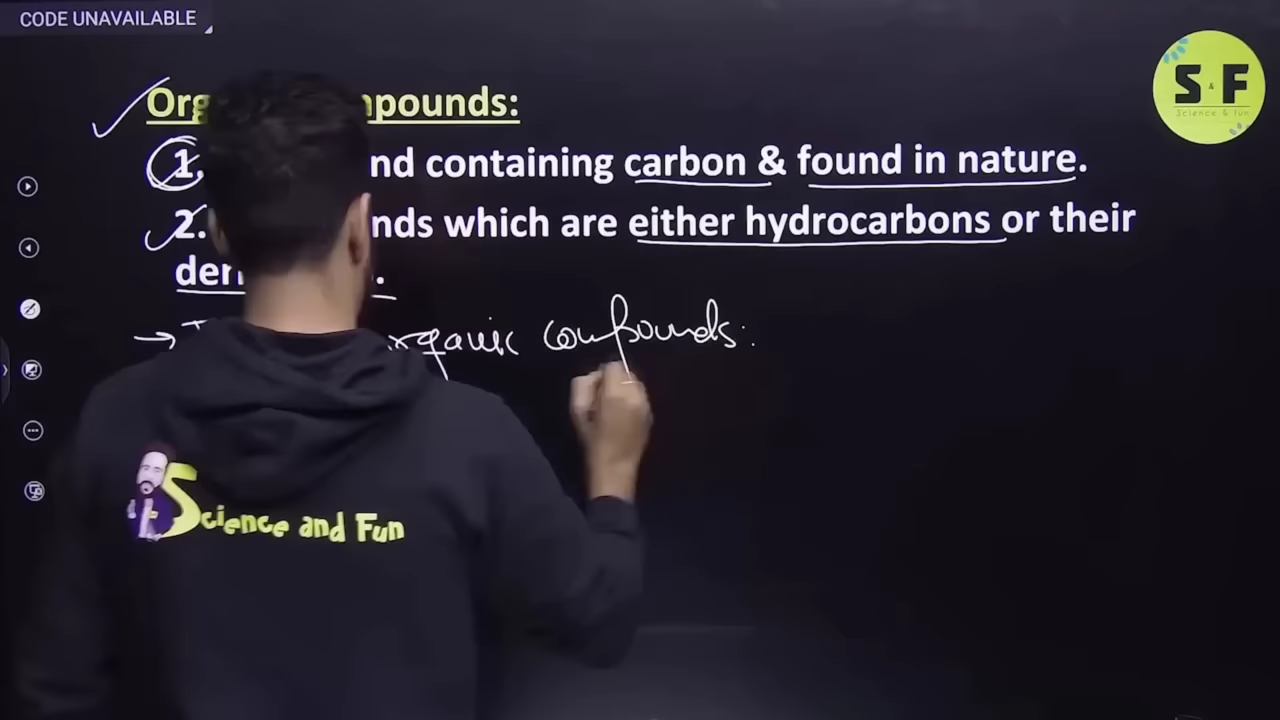 CODE UNAVAILABLE
S & F
Science & fun
Org mpounds:
1. nd containing carbon & found in nature.
2. nds which are either hydrocarbons or their
der .
→ organic compounds:
Science and Fun